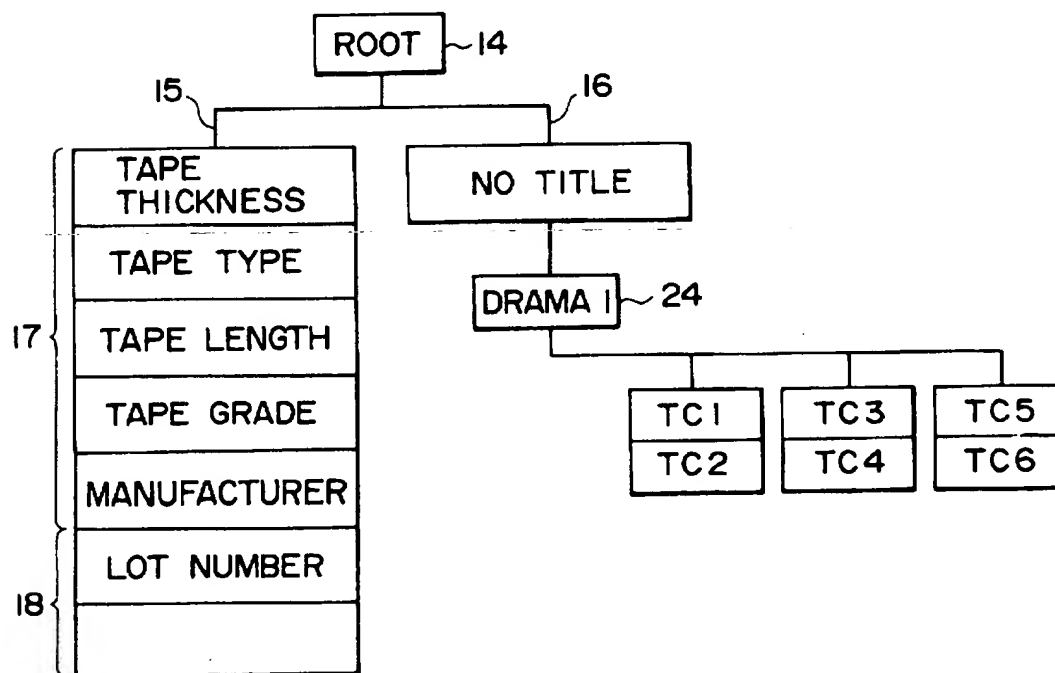 ROOT
14
15
16
TAPE
THICKNESS
NO TITLE
TAPE TYPE
DRAMA 1
24
17
TAPE LENGTH
TAPE GRADE
TC1
TC3
TC5
TC2
TC4
TC6
MANUFACTURER
LOT NUMBER
18